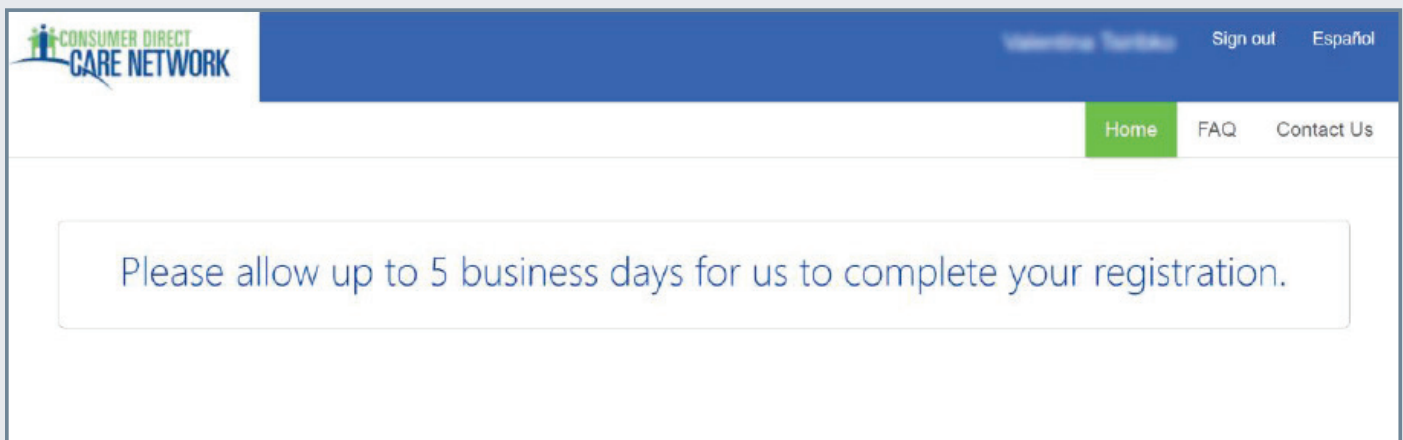 CONSUMER DIRECT
CARE NETWORK
Sign out Español
Home FAQ Contact Us
Please allow up to 5 business days for us to complete your registration.